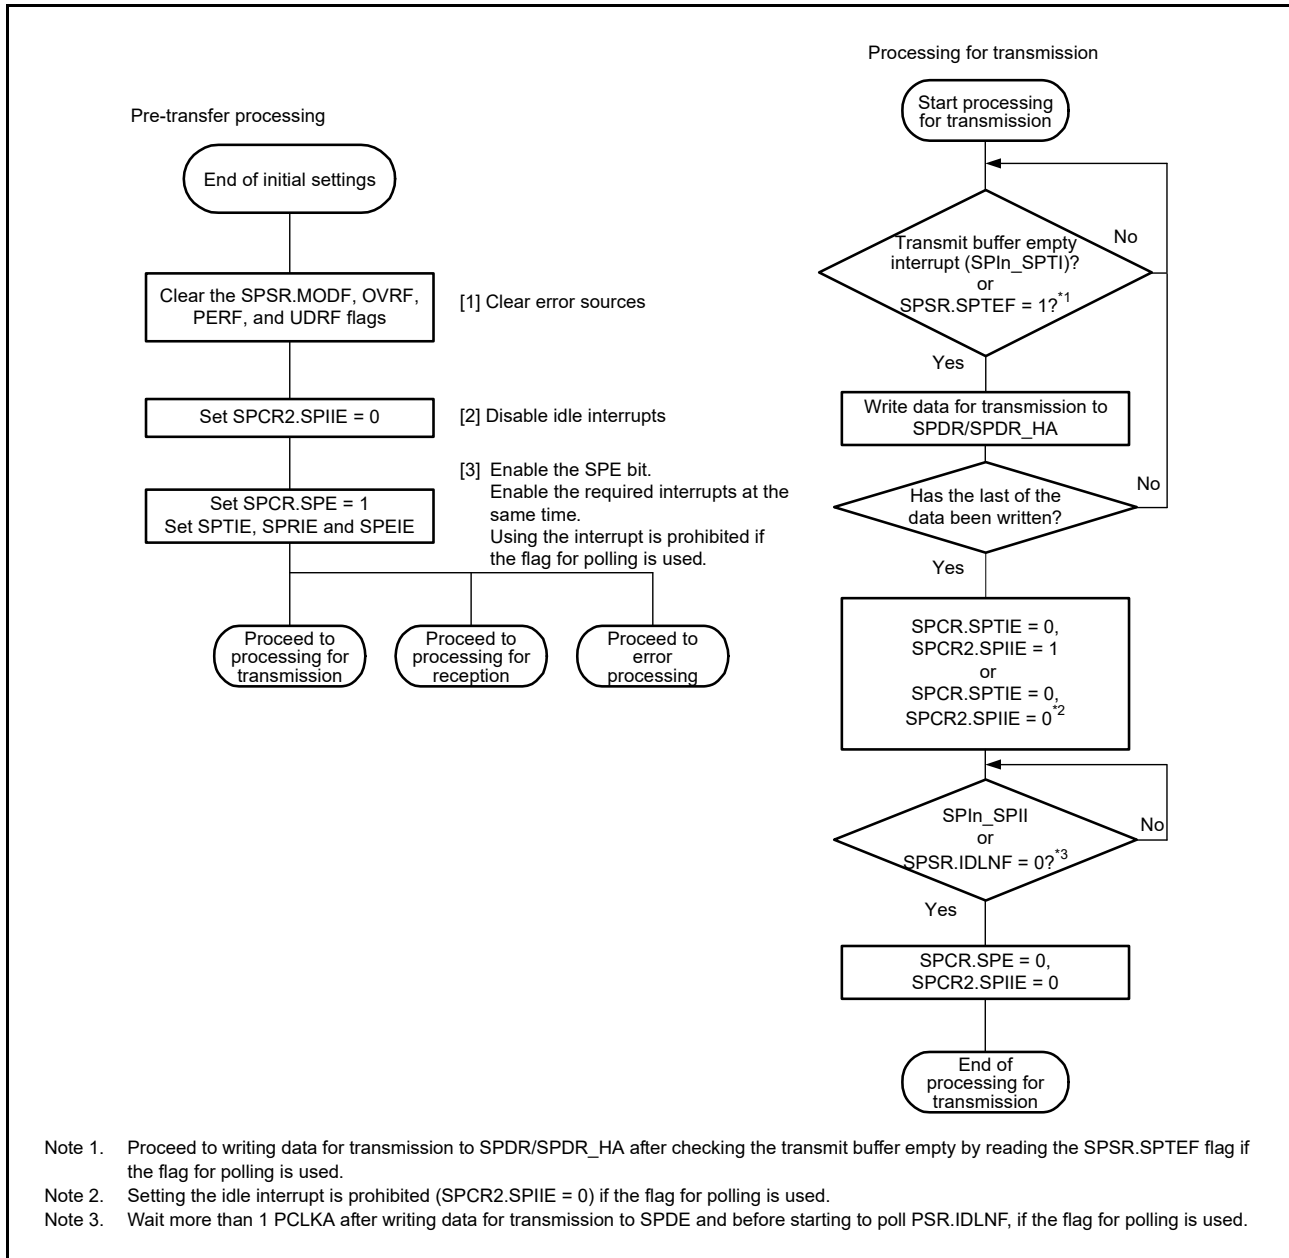 Pre-transfer processing
End of initial settings
Clear the SPSR.MODF, OVRF,
PERF, and UDRF flags
[1] Clear error sources
Set SPCR2.SPIIE = 0
[2] Disable idle interrupts
Set SPCR.SPE = 1
Set SPTIE, SPRIE and SPEIE
[3] Enable the SPE bit.
Enable the required interrupts at the
same time.
Using the interrupt is prohibited if
the flag for polling is used.
Proceed to
processing for
transmission
Proceed to
processing for
reception
Proceed to
error
processing
Processing for transmission
Start processing
for transmission
Transmit buffer empty
interrupt (SPIn_SPTI)?
or
SPSR.SPTEF = 1?*1
No
Yes
Write data for transmission to
SPDR/SPDR_HA
Has the last of the
data been written?
No
Yes
SPCR.SPTIE = 0,
SPCR2.SPIIE = 1
or
SPCR.SPTIE = 0,
SPCR2.SPIIE = 0*2
SPIn_SPII
or
SPSR.IDLNF = 0?*3
No
Yes
SPCR.SPE = 0,
SPCR2.SPIIE = 0
End of
processing for
transmission
Note 1. Proceed to writing data for transmission to SPDR/SPDR_HA after checking the transmit buffer empty by reading the SPSR.SPTEF flag if
the flag for polling is used.
Note 2. Setting the idle interrupt is prohibited (SPCR2.SPIIE = 0) if the flag for polling is used.
Note 3. Wait more than 1 PCLKA after writing data for transmission to SPDE and before starting to poll PSR.IDLNF, if the flag for polling is used.